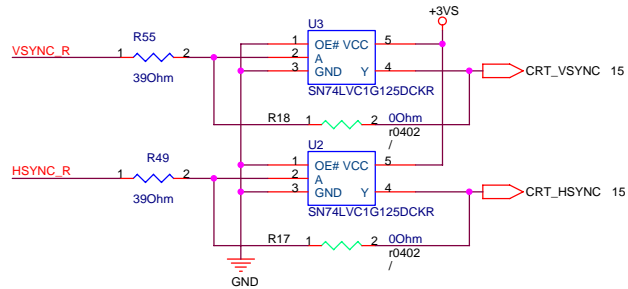 +3VS
R55
U3
VSYNC_R 1 2 1 OE# VCC 5
2 A
3 GND Y 4 CRT_VSYNC 15
39Ohm SN74LVC1G125DCKR
R18 1 2 0Ohm
r0402
/
R49
U2
HSYNC_R 1 2 1 OE# VCC 5
2 A
3 GND Y 4 CRT_HSYNC 15
39Ohm SN74LVC1G125DCKR
R17 1 2 0Ohm
r0402
/
GND